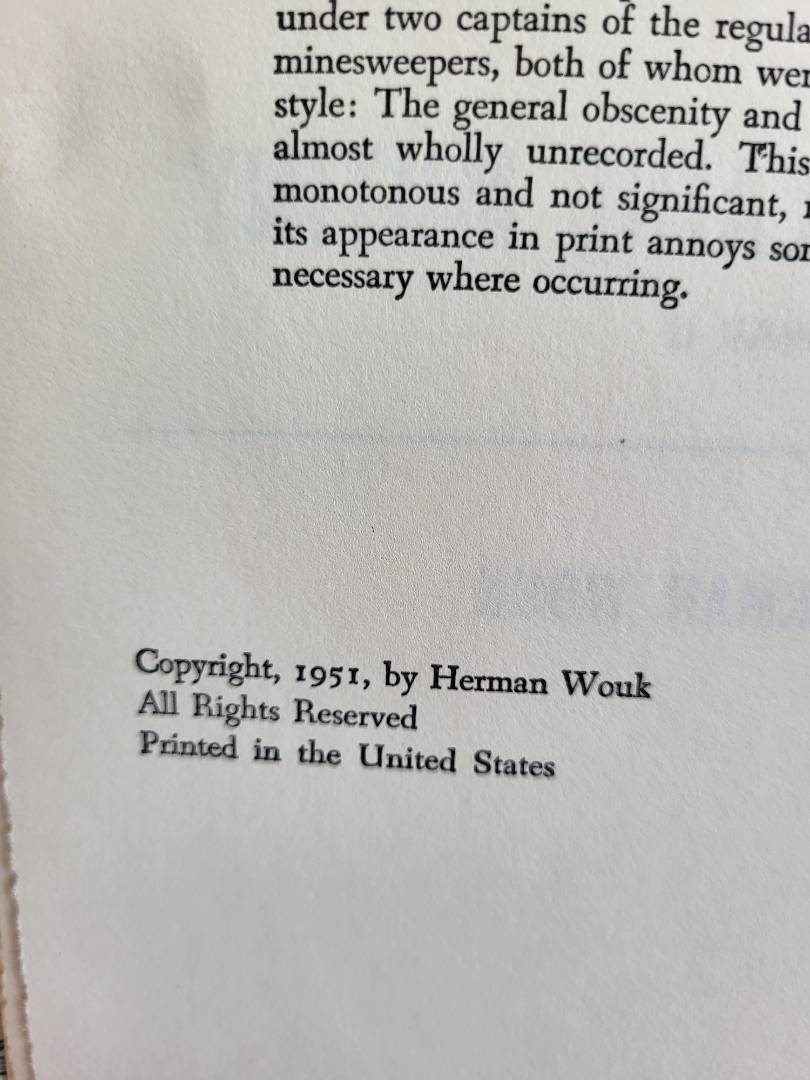 under two captains of the
minesweepers, both of whom
style: The general obscenity and
almost wholly unrecorded. This
monotonous and not significant,
its appearance in print annoys
necessary where occurring.
Copyright, 1951, by Herman Wouk
All Rights Reserved
Printed in the United States